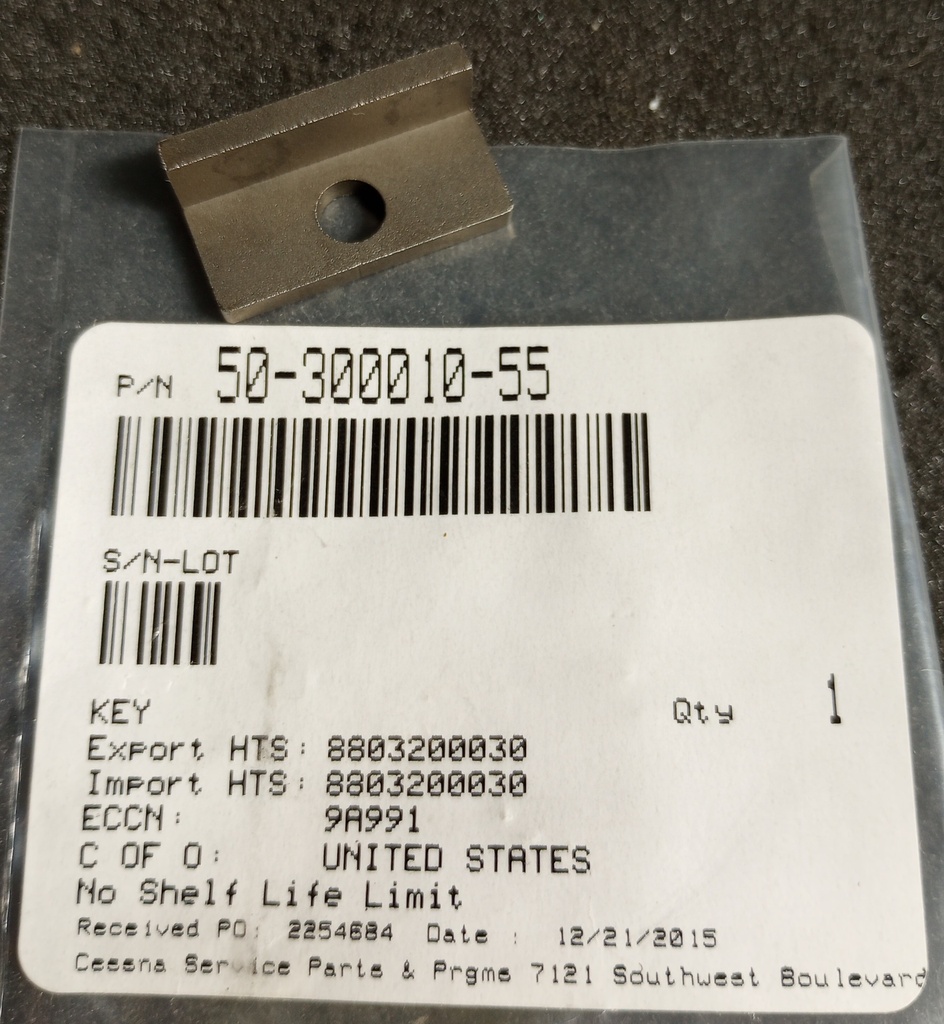 P/N 50-300010-55
S/N-LOT
KEY Qty 1
Export HTS: 8803200030
Import HTS: 8803200030
ECCN: 9A991
C OF O: UNITED STATES
No Shelf Life Limit
Received PO: 2254684 Date : 12/21/2015
Cessna Service Parts & Prgms 7121 Southwest Boulevard